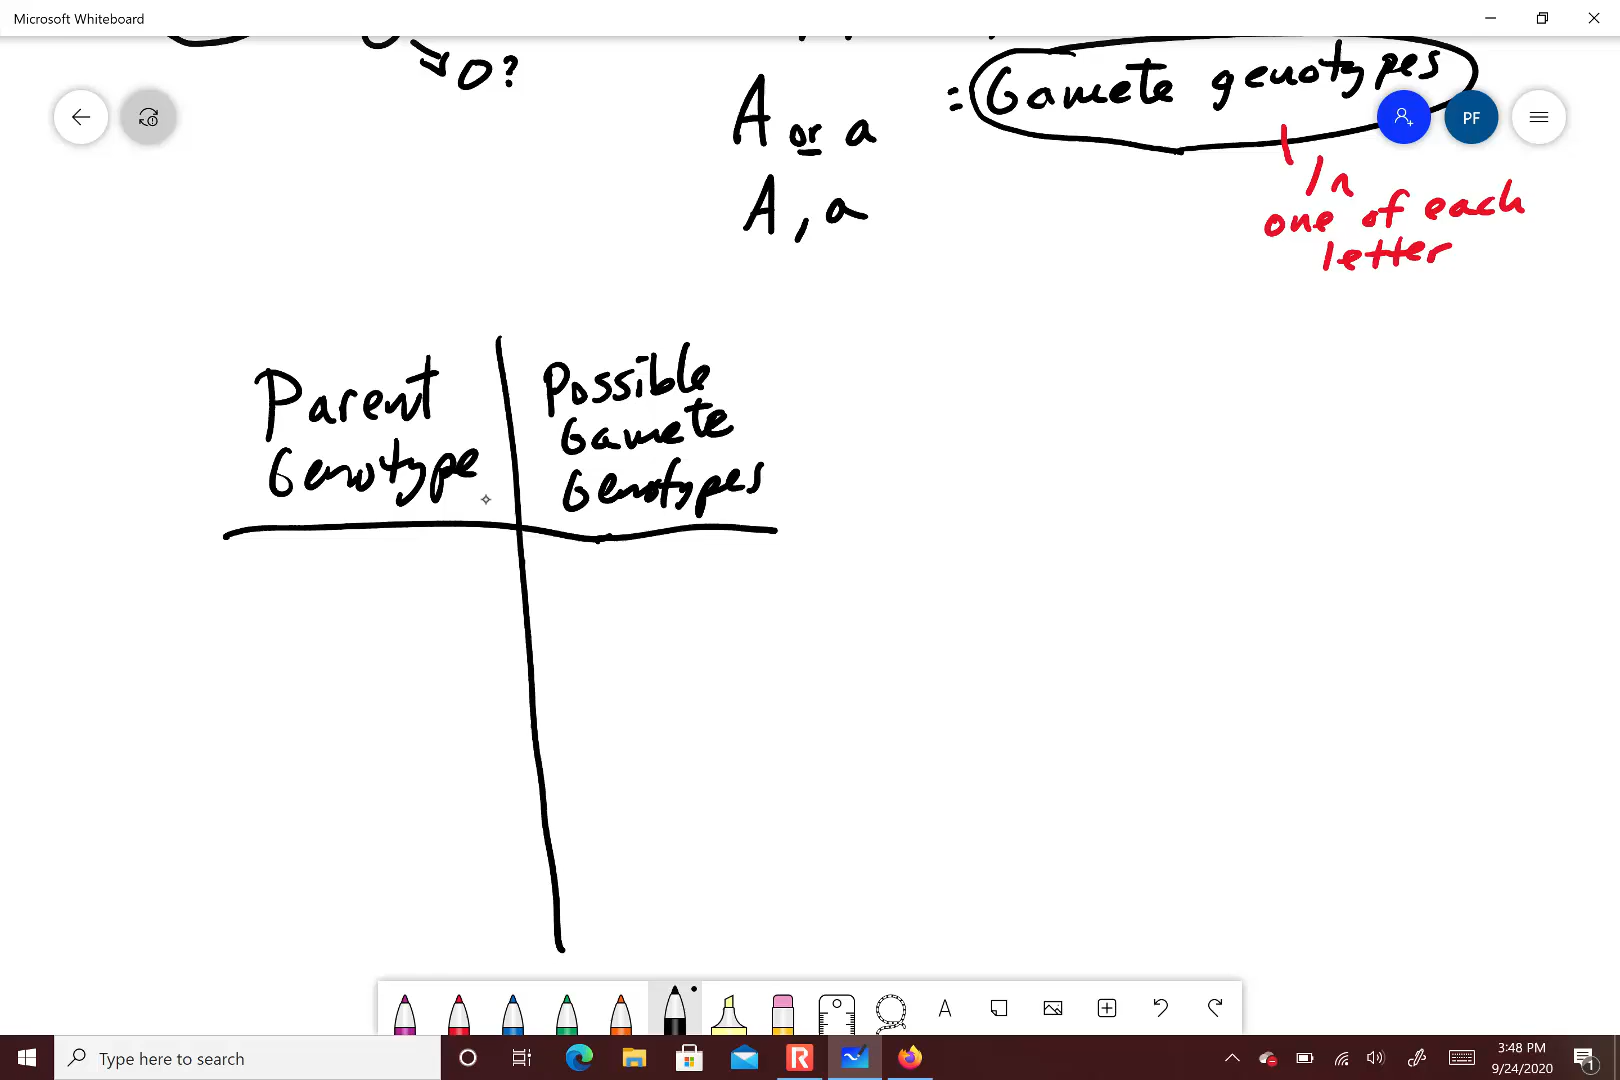 Microsoft Whiteboard
O?
= Gamete genotypes
A or a
PF
A, a
1n
one of each
letter
Parent
Genotype
Possible
Gamete
Genotypes
A
Type here to search
R
3:48 PM
9/24/2020
1